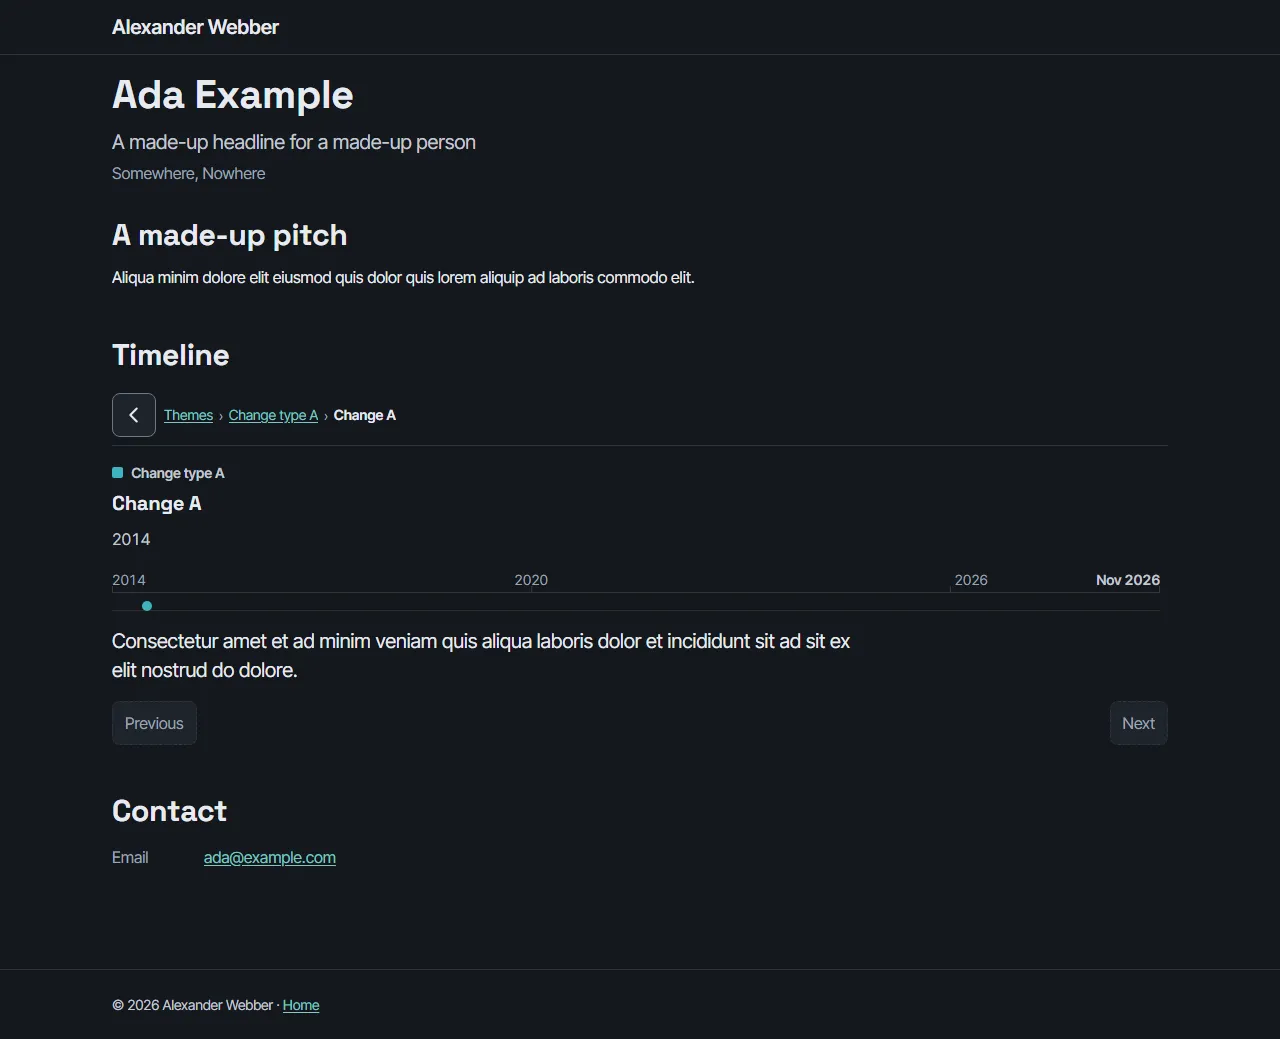 Alexander Webber
Ada Example
A made-up headline for a made-up person
Somewhere, Nowhere
A made-up pitch
Aliqua minim dolore elit eiusmod quis dolor quis lorem aliquip ad laboris commodo elit.
Timeline
Themes › Change type A › Change A
Change type A
Change A
2014
2014 2020 2026 Nov 2026
Consectetur amet et ad minim veniam quis aliqua laboris dolor et incididunt sit ad sit ex
elit nostrud do dolore.
Previous Next
Contact
Email ada@example.com
© 2026 Alexander Webber · Home